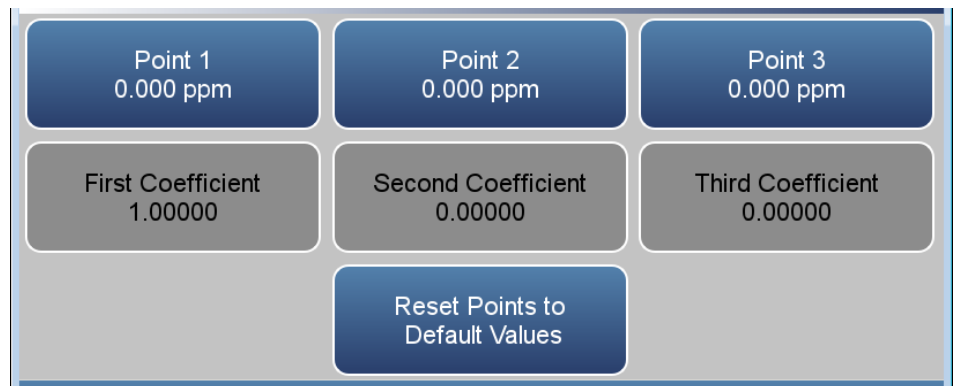 Point 1
0.000 ppm
Point 2
0.000 ppm
Point 3
0.000 ppm
First Coefficient
1.00000
Second Coefficient
0.00000
Third Coefficient
0.00000
Reset Points to
Default Values